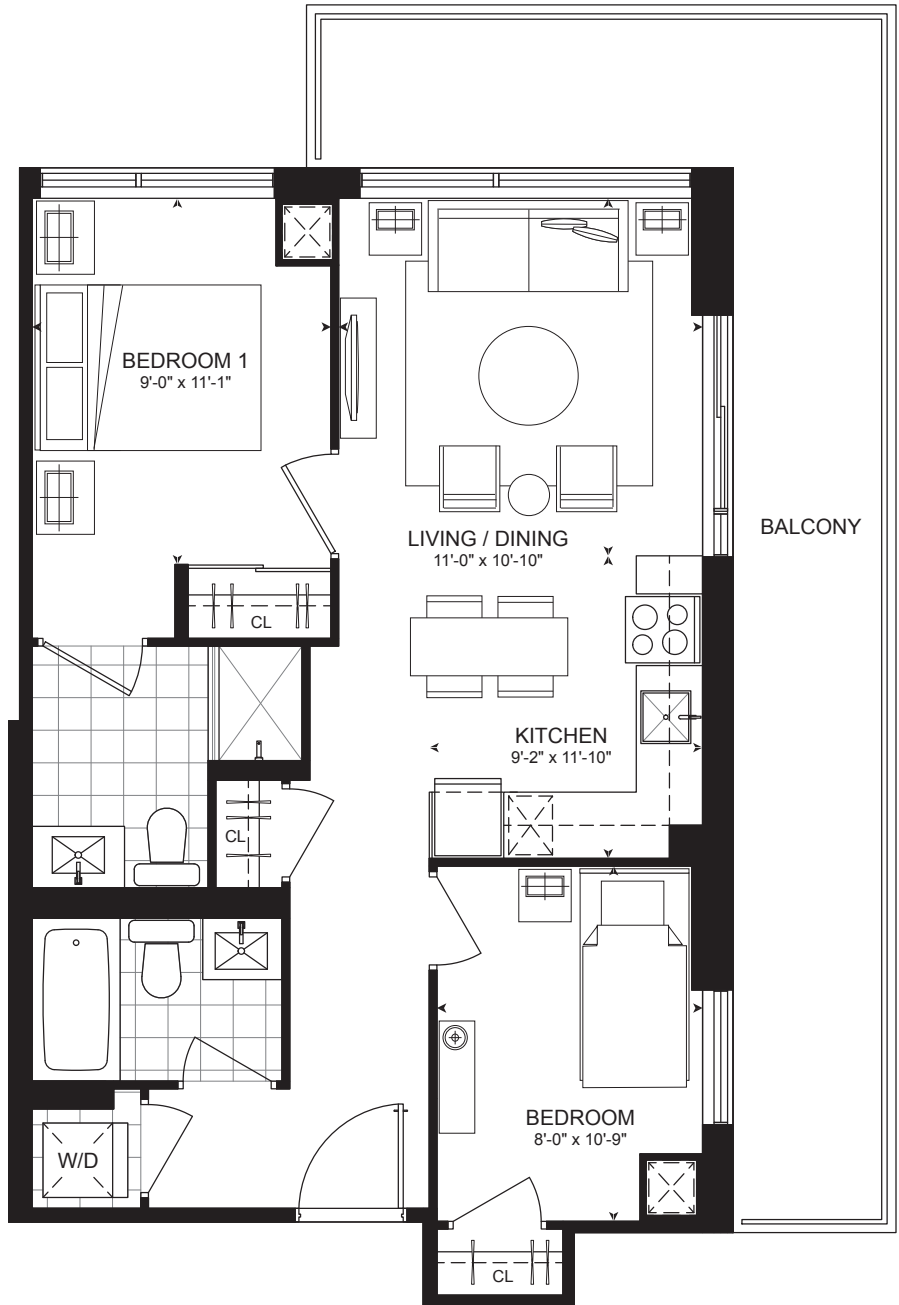 BEDROOM 1
9'-0" x 11'-1"
LIVING / DINING
11'-0" x 10'-10"
BALCONY
CL
KITCHEN
9'-2" x 11'-10"
CL
BEDROOM
8'-0" x 10'-9"
W/D
CL